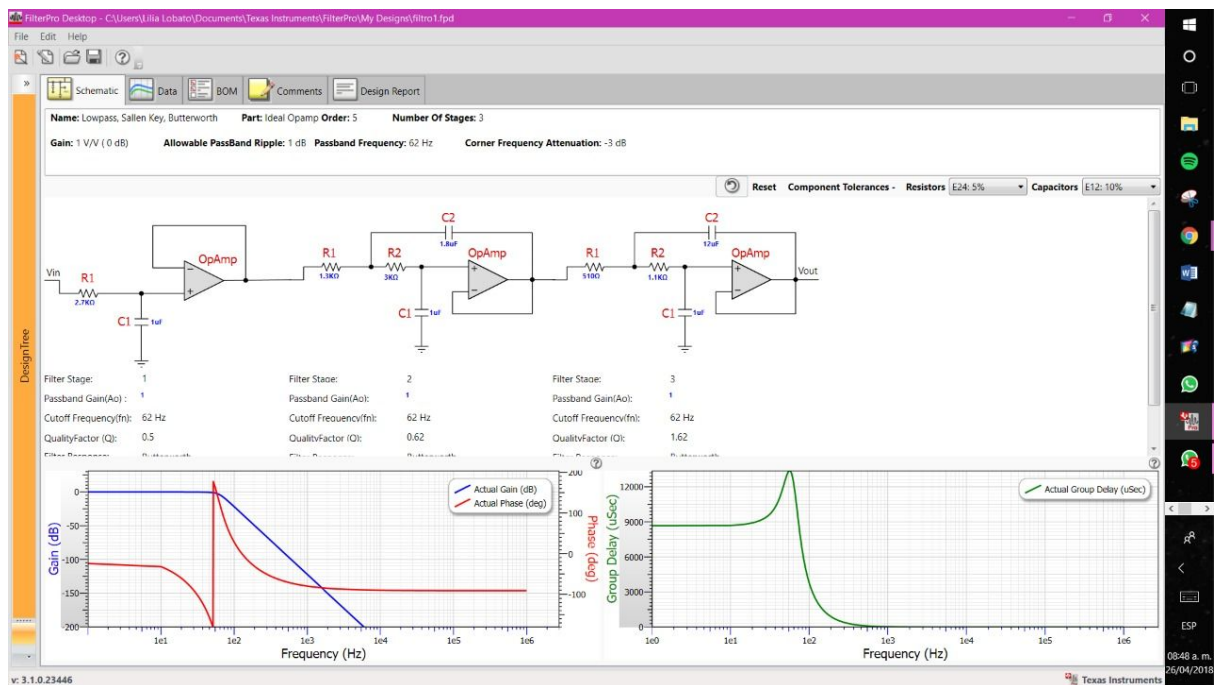 FilterPro Desktop - C:\Users\Lilia Lobato\Documents\Texas Instruments\FilterPro\My Designs\filtro1.fpd
File Edit Help
Schematic Data BOM Comments Design Report
Name: Lowpass, Sallen Key, Butterworth Part: Ideal Opamp Order: 5 Number Of Stages: 3
Gain: 1 V/V ( 0 dB) Allowable PassBand Ripple: 1 dB Passband Frequency: 62 Hz Corner Frequency Attenuation: -3 dB
Reset Component Tolerances - Resistors E24: 5% Capacitors E12: 10%
DesignTree
Vin
R1
2.7KΩ
C1
1uF
OpAmp
R1
1.3KΩ
R2
3KΩ
C2
1.8uF
C1
1uF
OpAmp
R1
510Ω
R2
1.1KΩ
C2
12uF
C1
1uF
OpAmp
Vout
Filter Stage: 1 Filter Stage: 2 Filter Stage: 3
Passband Gain(Ao) : 1 Passband Gain(Ao): 1 Passband Gain(Ao): 1
Cutoff Frequency(fn): 62 Hz Cutoff Frequency(fn): 62 Hz Cutoff Frequency(fn): 62 Hz
QualityFactor (Q): 0.5 QualityFactor (Q): 0.62 QualityFactor (Q): 1.62
Gain (dB)
0
-50
-100
-150
-200
1e1 1e2 1e3 1e4 1e5 1e6
Frequency (Hz)
Actual Gain (dB)
Actual Phase (deg)
200
100
0
-100
Phase (deg)
Group Delay (uSec)
12000
9000
6000
3000
0
1e0 1e1 1e2 1e3 1e4 1e5 1e6
Frequency (Hz)
Actual Group Delay (uSec)
v: 3.1.0.23446
Texas Instruments
Pro
5
ESP
08:48 a. m.
26/04/2018